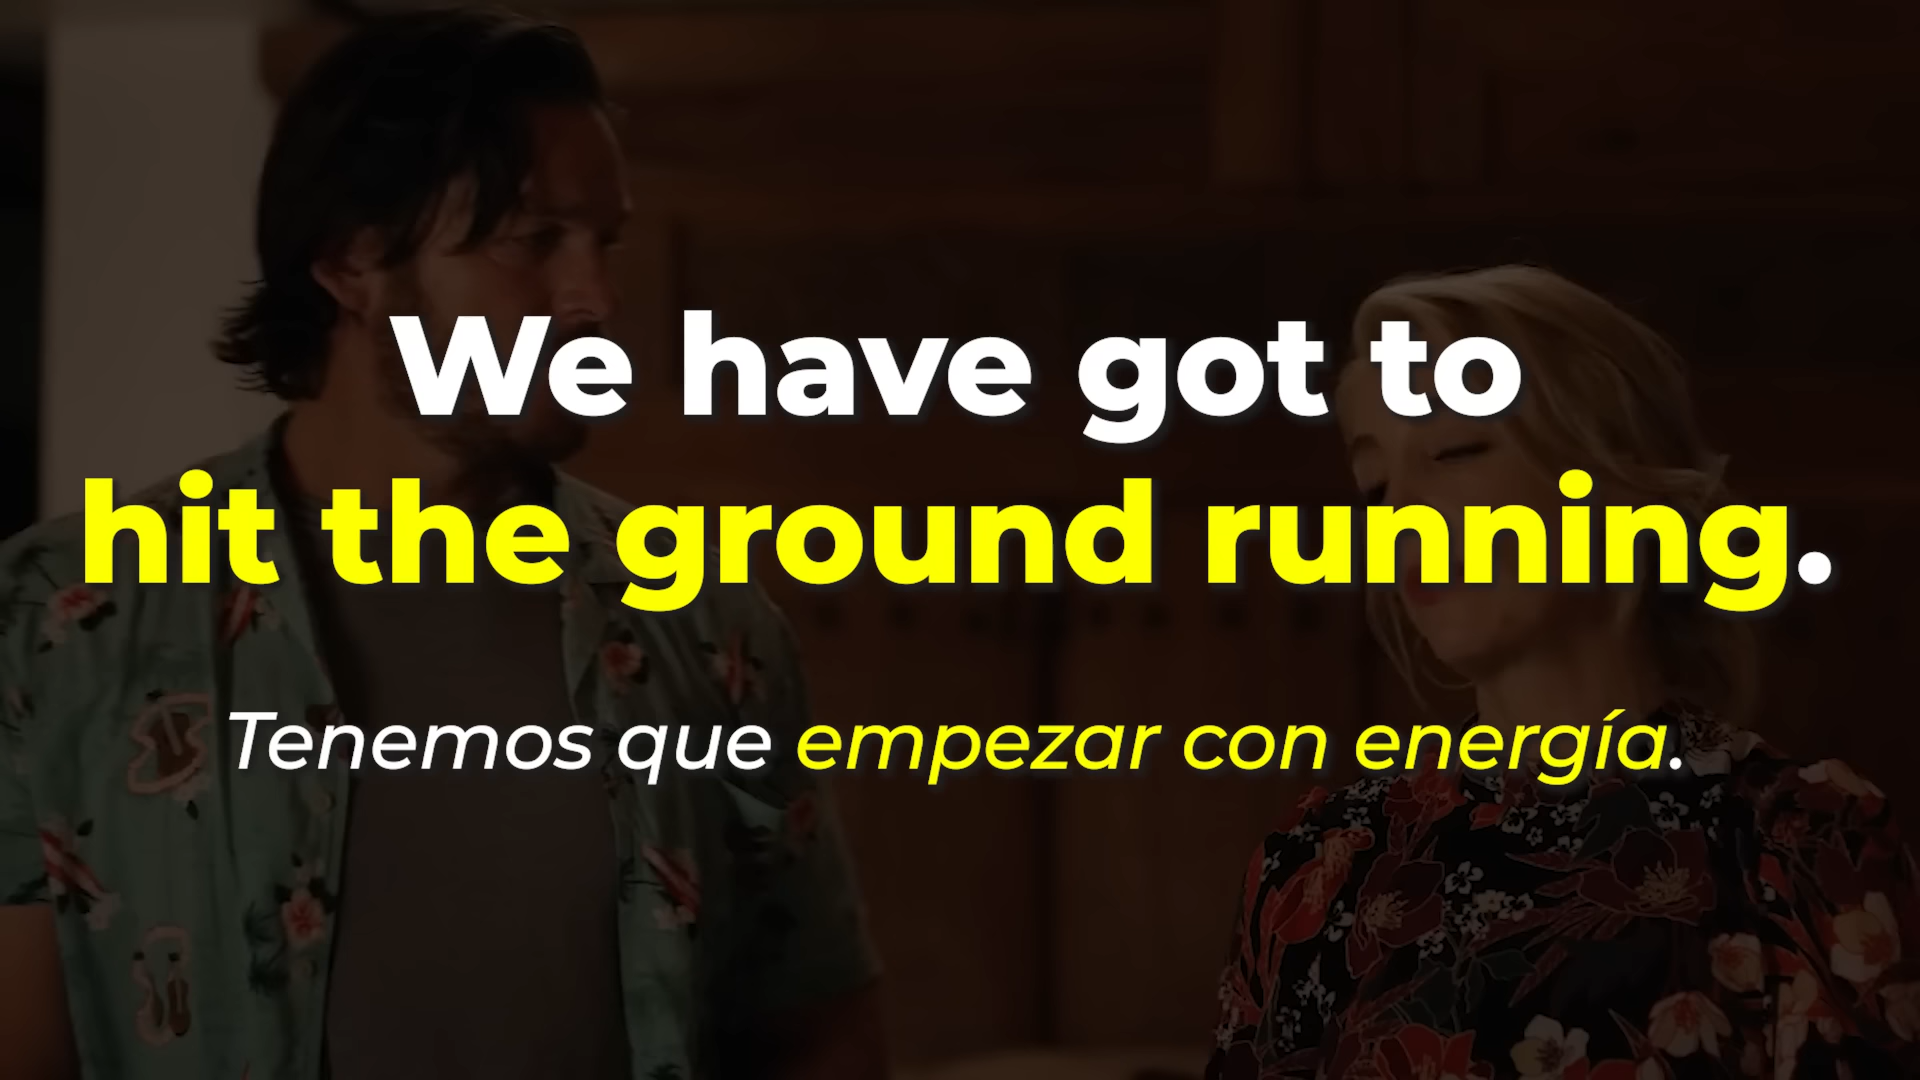 We have got to
hit the ground running.
Tenemos que empezar con energía.